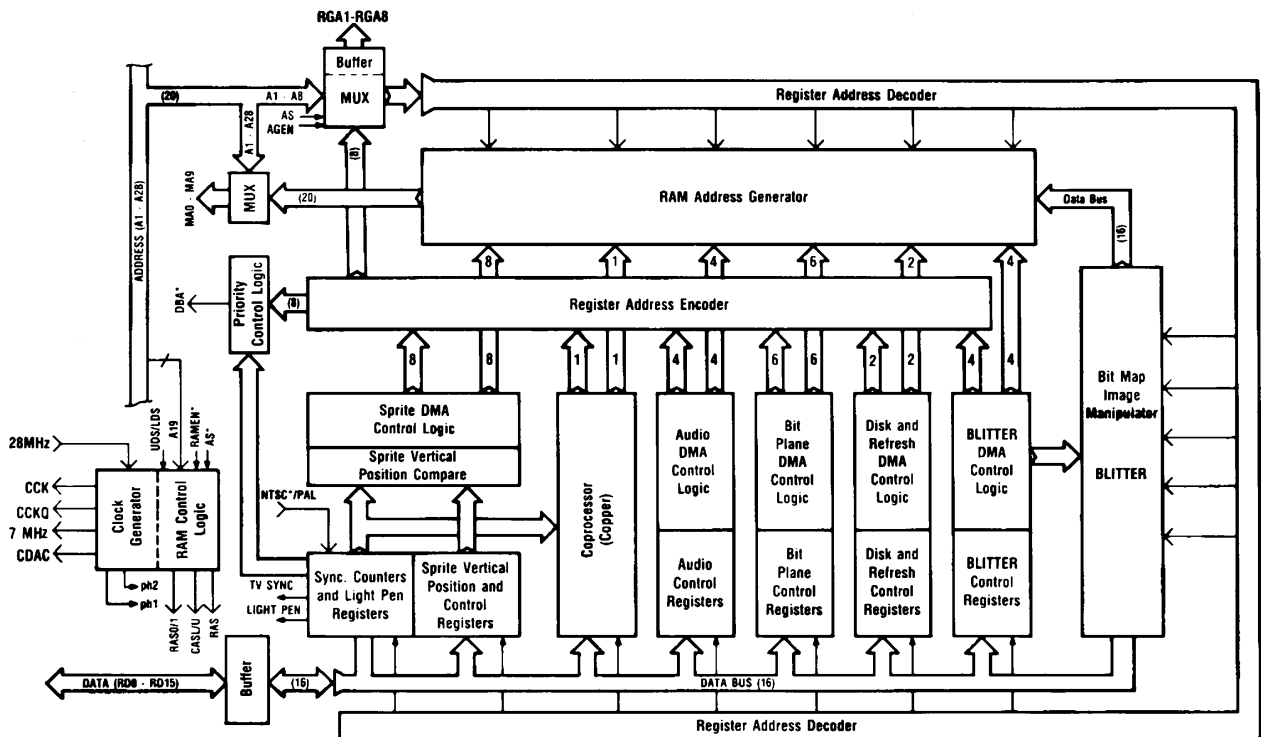 RGA1-RGA8
Buffer
MUX
(20)
A1 - A8
AS
AGEN
A1 - A28
Register Address Decoder
MUX
MA0 - MA9
(20)
(8)
RAM Address Generator
Data Bus
(16)
ADDRESS (A1 - A28)
8
1
4
6
2
4
Priority Control Logic
DBA*
(8)
Register Address Encoder
8
8
1
1
4
4
6
6
2
2
4
4
Bit Map
Image
Manipulator
BLITTER
Sprite DMA
Control Logic
Sprite Vertical
Position Compare
Coprocessor
(Copper)
Audio
DMA
Control
Logic
Bit
Plane
DMA
Control
Logic
Disk and
Refresh
DMA
Control
Logic
BLITTER
DMA
Control
Logic
UDS/LDS
A19
RAMEN*
AS*
28MHz
CCK
CCKQ
7 MHz
CDAC
Clock
Generator
RAM Control
Logic
ph2
ph1
RAS0/1
CASL/U
RAS
NTSC*/PAL
TV SYNC
LIGHT PEN
Sync. Counters
and Light Pen
Registers
Sprite Vertical
Position and
Control
Registers
Audio
Control
Registers
Bit
Plane
Control
Registers
Disk and
Refresh
Control
Registers
BLITTER
Control
Registers
DATA (RD0 - RD15)
Buffer
(16)
DATA BUS (16)
Register Address Decoder